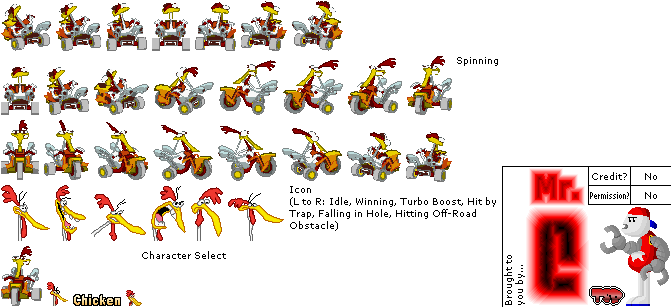 Spinning
Icon
(L to R: Idle, Winning, Turbo Boost, Hit by
Trap, Falling in Hole, Hitting Off-Road
Obstacle)
Character Select
Chicken
Brought to
you by...
Mr.
C
Credit? No
Permission? No